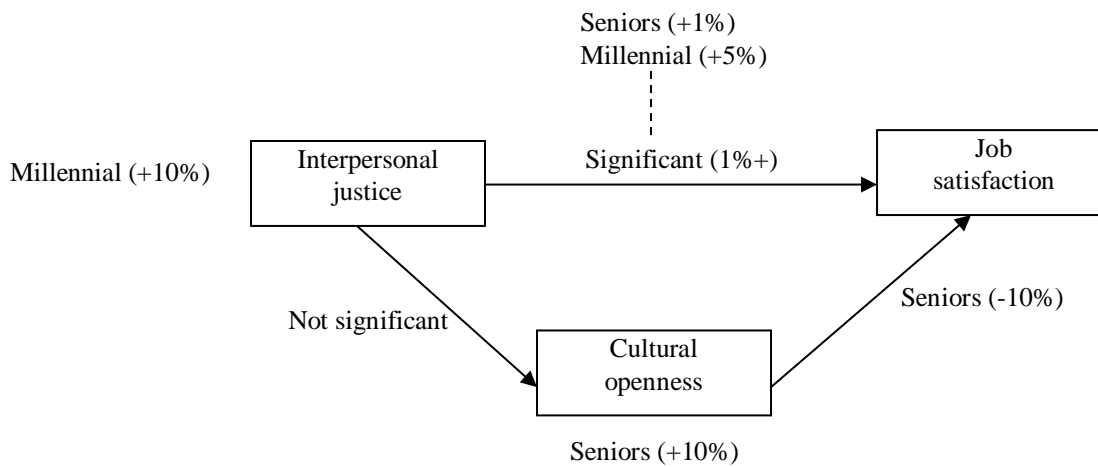 Seniors (+1%)
Millennial (+5%)
Millennial (+10%)
Interpersonal
justice
Significant (1%+)
Job
satisfaction
Not significant
Seniors (-10%)
Cultural
openness
Seniors (+10%)